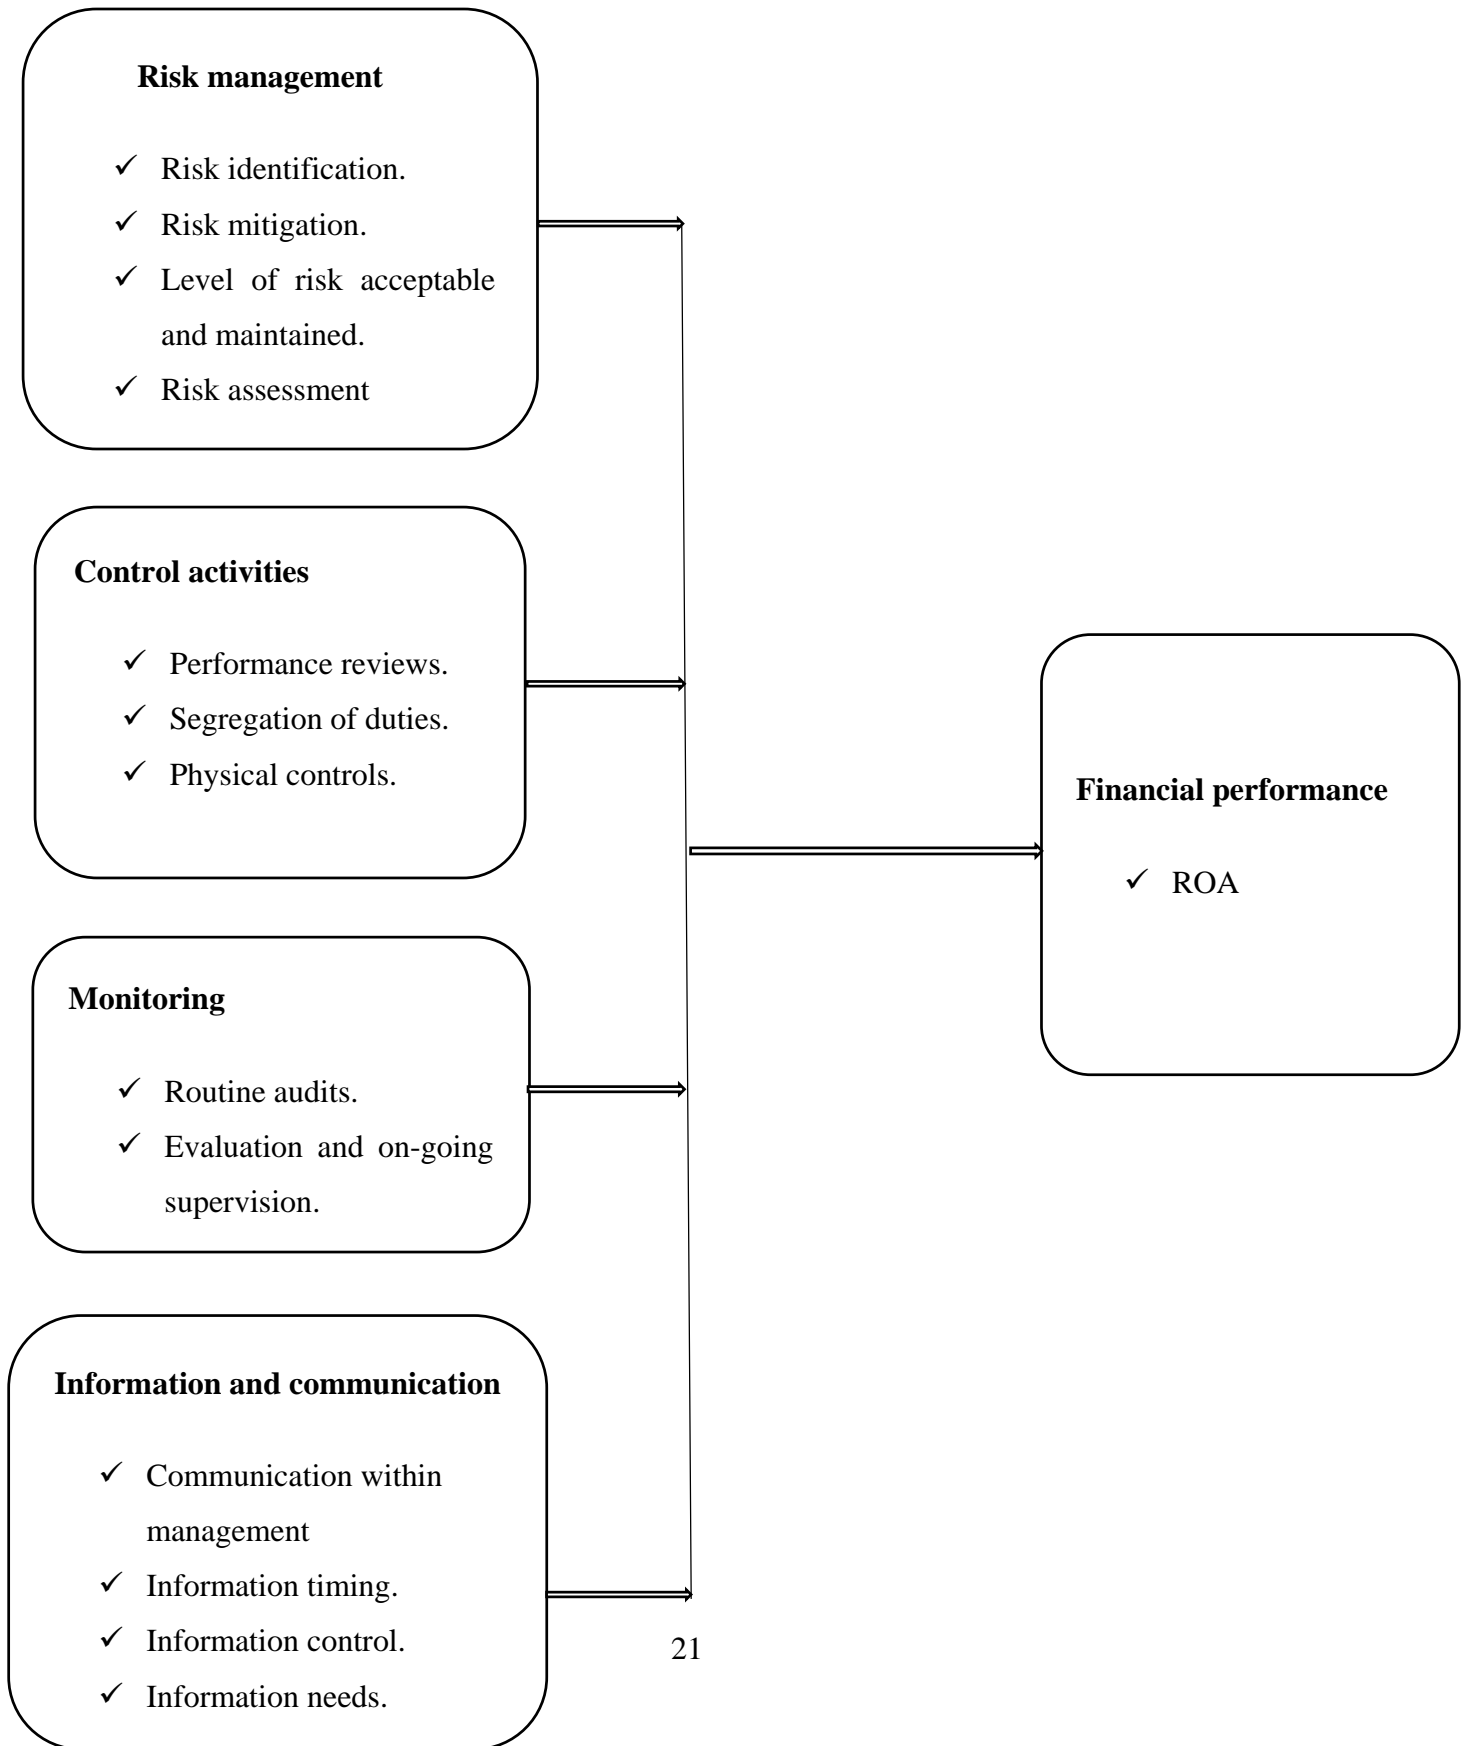 Risk management
✓ Risk identification.
✓ Risk mitigation.
✓ Level of risk acceptable
and maintained.
✓ Risk assessment
Control activities
✓ Performance reviews.
✓ Segregation of duties.
✓ Physical controls.
Financial performance
✓ ROA
Monitoring
✓ Routine audits.
✓ Evaluation and on-going
supervision.
Information and communication
✓ Communication within
management
✓ Information timing.
✓ Information control.
✓ Information needs.
21